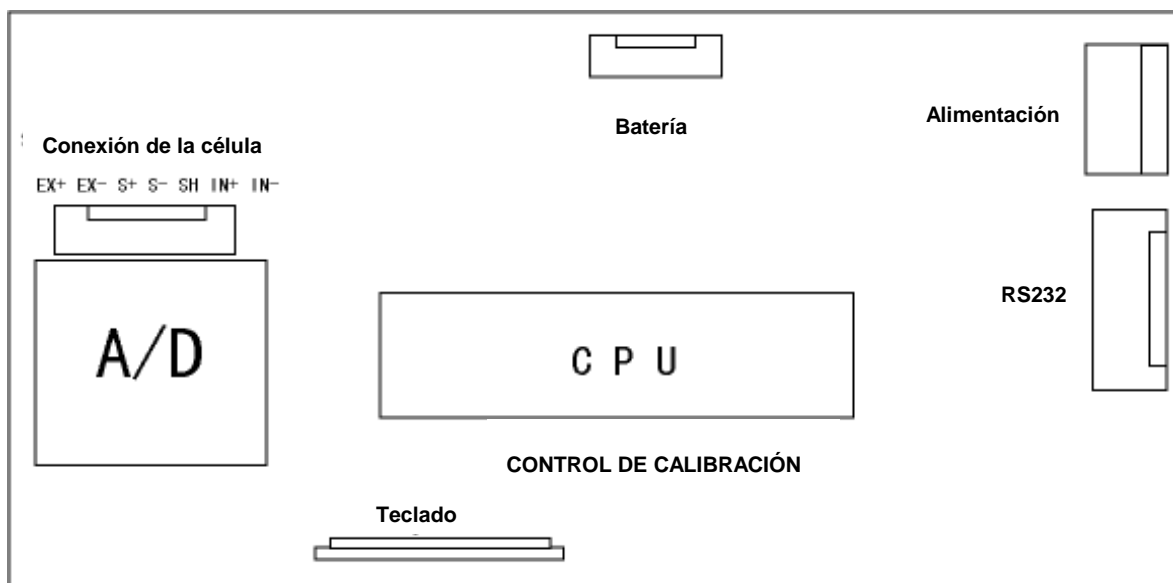 Batería
Alimentación
Conexión de la célula
EX+ EX- S+ S- SH IN+ IN-
RS232
A/D
C P U
CONTROL DE CALIBRACIÓN
Teclado